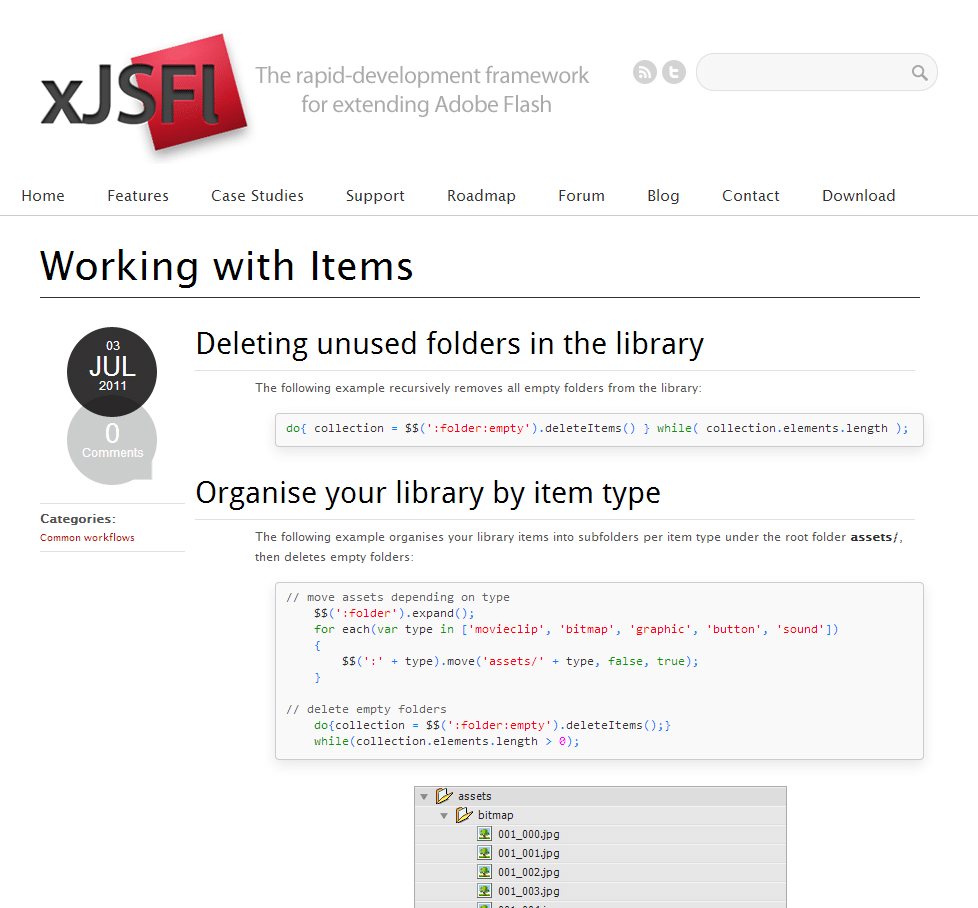 xJSFl
The rapid-development framework
for extending Adobe Flash
Home Features Case Studies Support Roadmap Forum Blog Contact Download
Working with Items
03
JUL
2011
0
Comments
Categories:
Common workflows
Deleting unused folders in the library
The following example recursively removes all empty folders from the library:
do{ collection = $$(':folder:empty').deleteItems() } while( collection.elements.length );
Organise your library by item type
The following example organises your library items into subfolders per item type under the root folder assets/,
then deletes empty folders:
// move assets depending on type
$$(':folder').expand();
for each(var type in ['movieclip', 'bitmap', 'graphic', 'button', 'sound'])
{
$$(':' + type).move('assets/' + type, false, true);
}
// delete empty folders
do{collection = $$(':folder:empty').deleteItems();}
while(collection.elements.length > 0);
assets
bitmap
001_000.jpg
001_001.jpg
001_002.jpg
001_003.jpg